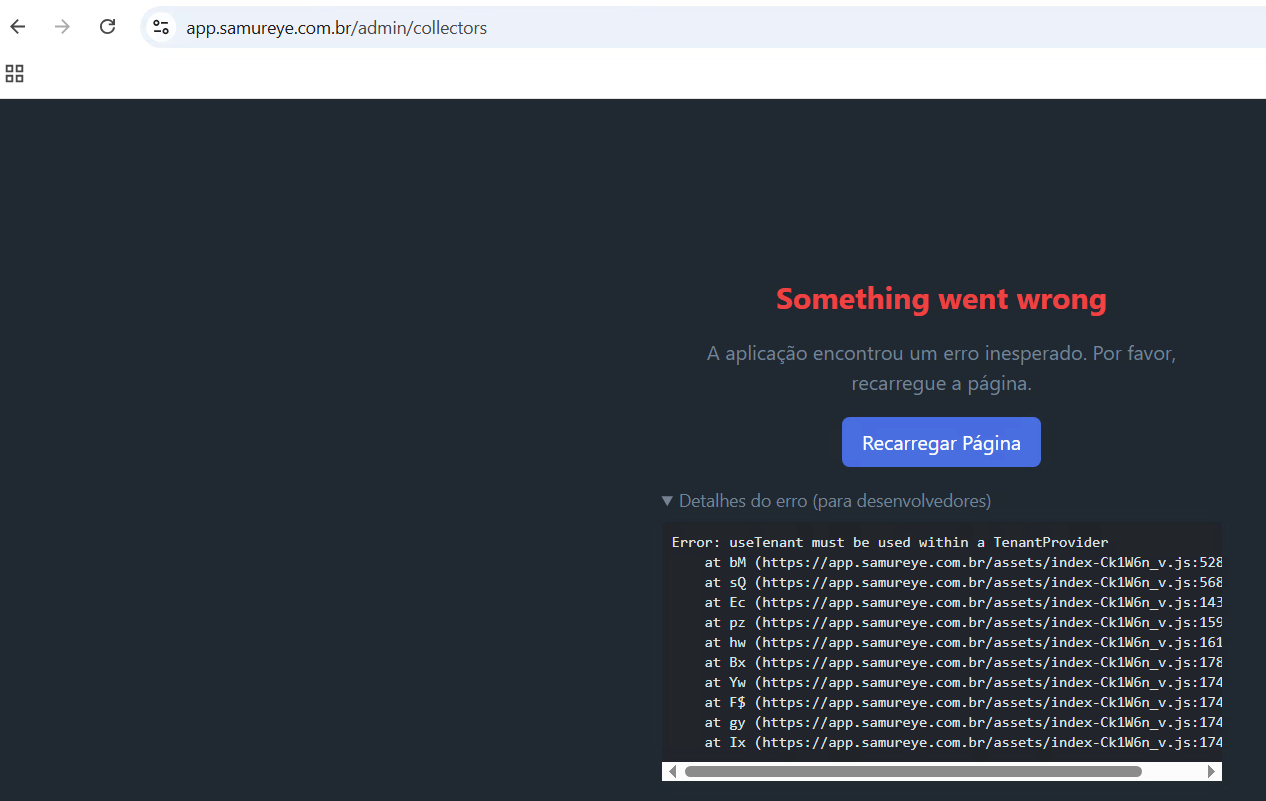 app.samureye.com.br/admin/collectors
Something went wrong
A aplicação encontrou um erro inesperado. Por favor,
recarregue a página.
Recarregar Página
▼ Detalhes do erro (para desenvolvedores)
Error: useTenant must be used within a TenantProvider
at bM (https://app.samureye.com.br/assets/index-Ck1W6n_v.js:528
at sQ (https://app.samureye.com.br/assets/index-Ck1W6n_v.js:568
at Ec (https://app.samureye.com.br/assets/index-Ck1W6n_v.js:143
at pz (https://app.samureye.com.br/assets/index-Ck1W6n_v.js:159
at hw (https://app.samureye.com.br/assets/index-Ck1W6n_v.js:161
at Bx (https://app.samureye.com.br/assets/index-Ck1W6n_v.js:178
at Yw (https://app.samureye.com.br/assets/index-Ck1W6n_v.js:174
at F$ (https://app.samureye.com.br/assets/index-Ck1W6n_v.js:174
at gy (https://app.samureye.com.br/assets/index-Ck1W6n_v.js:174
at Ix (https://app.samureye.com.br/assets/index-Ck1W6n_v.js:174